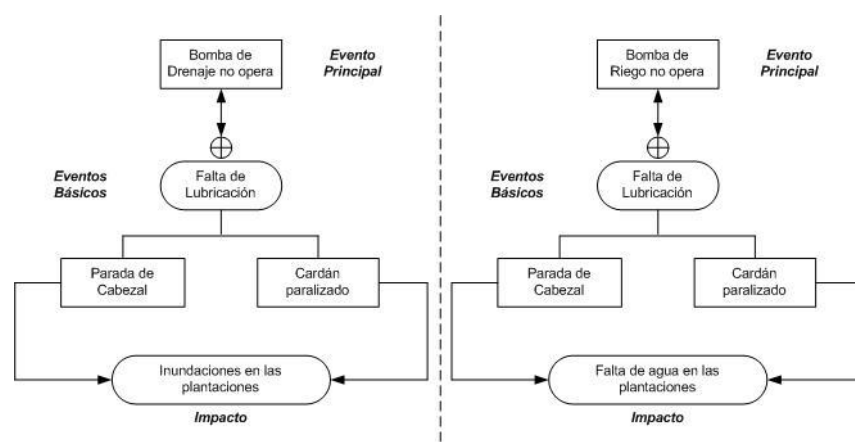 Bomba de
Drenaje no opera
Evento
Principal
Eventos
Básicos
Falta de
Lubricación
Parada de
Cabezal
Cardán
paralizado
Inundaciones en las
plantaciones
Impacto
Bomba de
Riego no opera
Evento
Principal
Eventos
Básicos
Falta de
Lubricación
Parada de
Cabezal
Cardán
paralizado
Falta de agua en las
plantaciones
Impacto